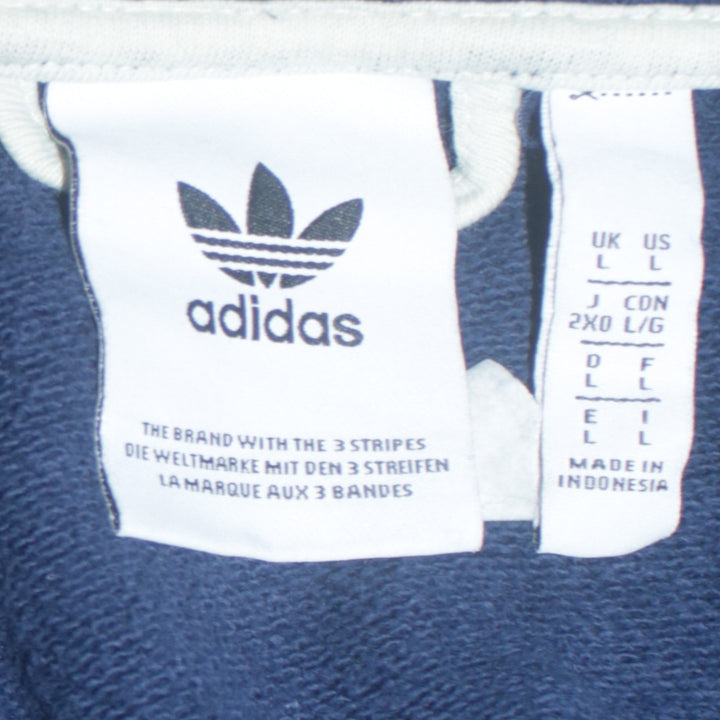 adidas
THE BRAND WITH THE 3 STRIPES
DIE WELTMARKE MIT DEN 3 STREIFEN
LA MARQUE AUX 3 BANDES
UK US
L L
J CDN
2XO L/G
D F
L L
E I
L L
MADE IN
INDONESIA